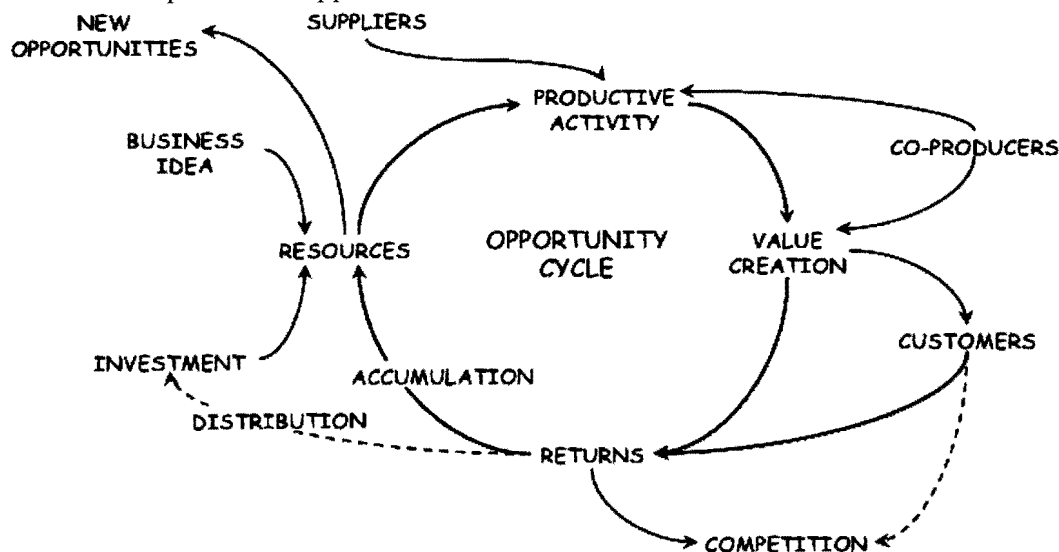 NEW
OPPORTUNITIES
SUPPLIERS
PRODUCTIVE
ACTIVITY
BUSINESS
IDEA
CO-PRODUCERS
RESOURCES
OPPORTUNITY
CYCLE
VALUE
CREATION
CUSTOMERS
INVESTMENT
ACCUMULATION
DISTRIBUTION
RETURNS
COMPETITION